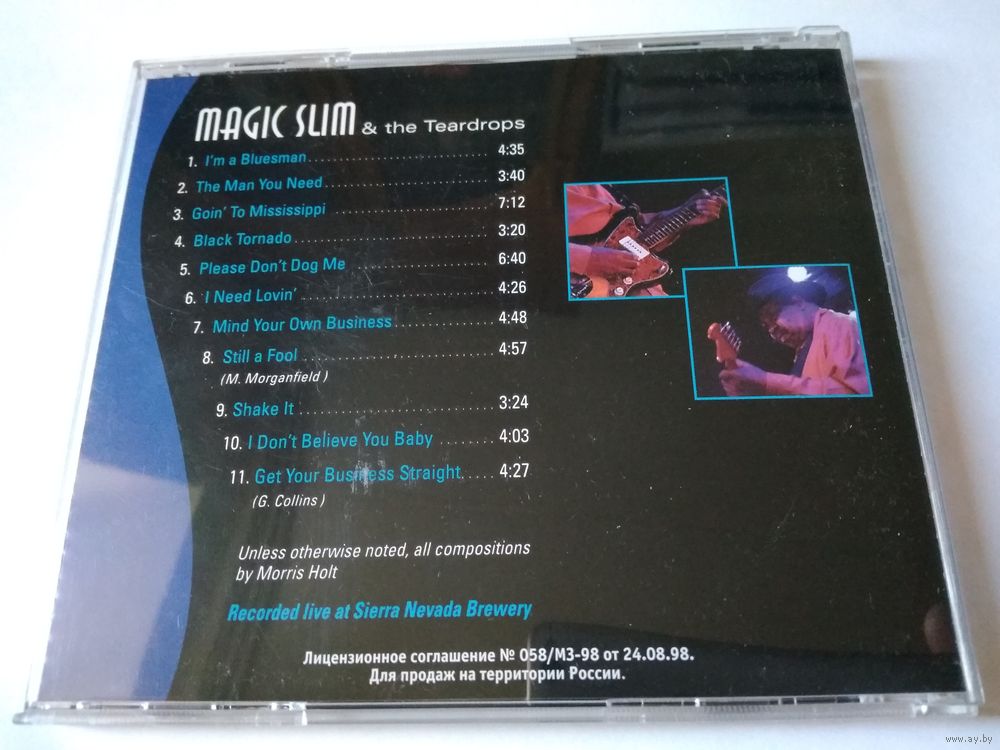 MAGIC SLIM & the Teardrops
1. I'm a Bluesman 4:35
2. The Man You Need 3:40
3. Goin' To Mississippi 7:12
4. Black Tornado 3:20
5. Please Don't Dog Me 6:40
6. I Need Lovin' 4:26
7. Mind Your Own Business 4:48
8. Still a Fool 4:57
(M. Morganfield)
9. Shake It 3:24
10. I Don't Believe You Baby 4:03
11. Get Your Business Straight 4:27
(G. Collins)
Unless otherwise noted, all compositions
by Morris Holt
Recorded live at Sierra Nevada Brewery
Лицензионное соглашение № 058/МЗ-98 от 24.08.98.
Для продаж на территории России.
www.ay.by